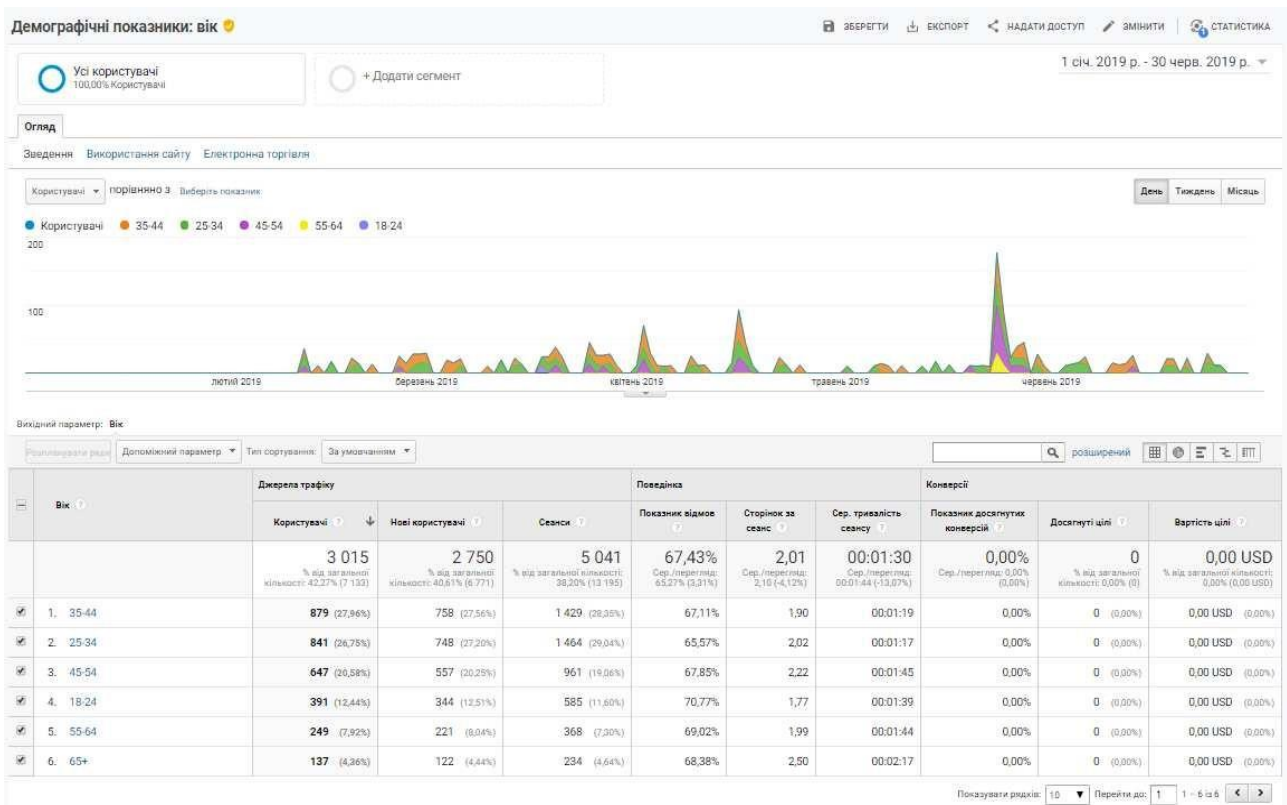 Демографічні показники: вік
ЗБЕРЕГТИ ЕКСПОРТ НАДАТИ ДОСТУП ЗМІНИТИ СТАТИСТИКА
Усі користувачі
100,00% Користувачі
+ Додати сегмент
1 січ. 2019 р. - 30 черв. 2019 р.
Огляд
Зведення Використання сайту Електронна торгівля
Користувачі порівняно з Виберіть показник
День Тиждень Місяць
Користувачі 35-44 25-34 45-54 55-64 18-24
200
100
лютий 2019 березень 2019 квітень 2019 травень 2019 червень 2019
Вихідний параметр: Вік
Допоміжний параметр Тип сортування: За умовчанням розширений
Джерела трафіку Поведінка Конверсії
Вік Користувачі Нові користувачі Сеанси Показник відмов Сторінок за сеанс Сер. тривалість сеансу Показник досягнутих конверсій Досягнуті цілі Вартість цілі
3 015 2 750 5 041 67,43% 2,01 00:01:30 0,00% 0 0,00 USD
% від загальної кількості: 42,27% (7 133) % від загальної кількості: 40,61% (6 771) % від загальної кількості: 38,20% (13 195) Сер./перегляд: 65,27% (3,31%) Сер./перегляд: 2,10 (-4,12%) Сер./перегляд: 00:01:44 (-13,07%) Сер./перегляд: 0,00% (0,00%) % від загальної кількості: 0,00% (0) % від загальної кількості: 0,00% (0,00 USD)
1. 35-44 879 (27,96%) 758 (27,56%) 1 429 (28,35%) 67,11% 1,90 00:01:19 0,00% 0 (0,00%) 0,00 USD (0,00%)
2. 25-34 841 (26,75%) 748 (27,20%) 1 464 (29,04%) 65,57% 2,02 00:01:17 0,00% 0 (0,00%) 0,00 USD (0,00%)
3. 45-54 647 (20,58%) 557 (20,25%) 961 (19,06%) 67,85% 2,22 00:01:45 0,00% 0 (0,00%) 0,00 USD (0,00%)
4. 18-24 391 (12,44%) 344 (12,51%) 585 (11,60%) 70,77% 1,77 00:01:39 0,00% 0 (0,00%) 0,00 USD (0,00%)
5. 55-64 249 (7,92%) 221 (8,04%) 368 (7,30%) 69,02% 1,99 00:01:44 0,00% 0 (0,00%) 0,00 USD (0,00%)
6. 65+ 137 (4,36%) 122 (4,44%) 234 (4,64%) 68,38% 2,50 00:02:17 0,00% 0 (0,00%) 0,00 USD (0,00%)
Показувати рядків: 10 Перейти до: 1 1 – 6 із 6